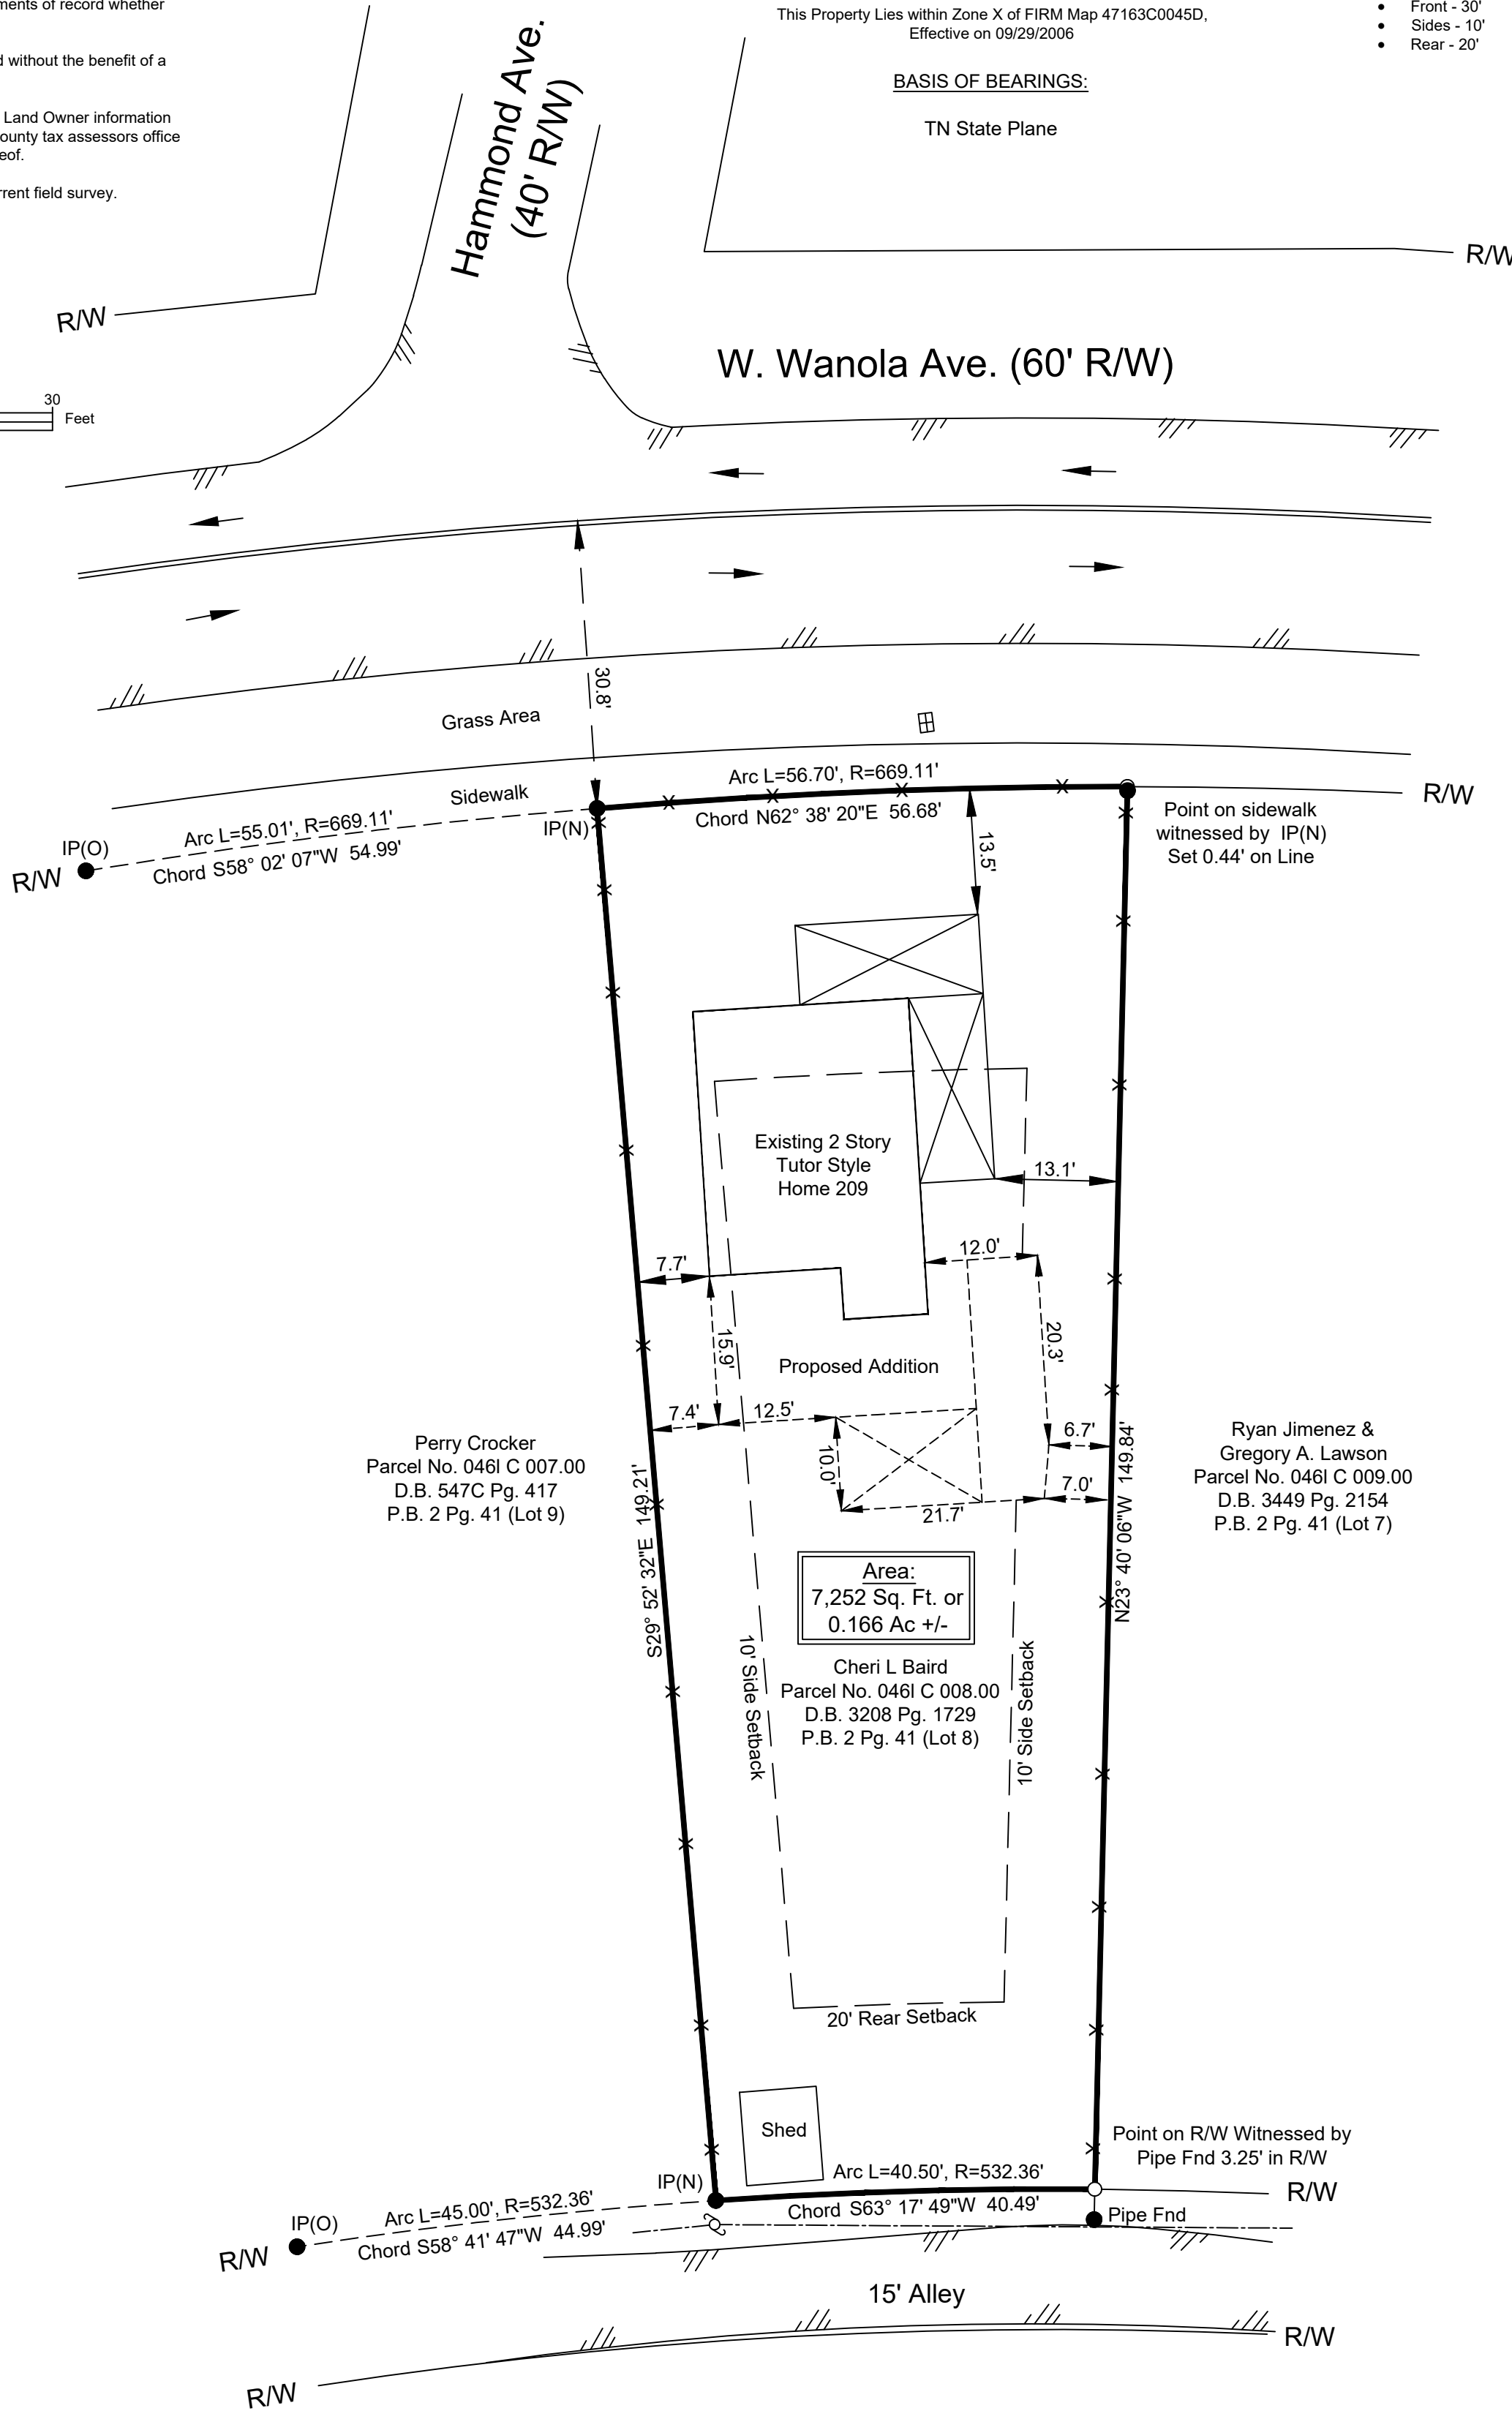 ments of record whether
d without the benefit of a
Land Owner information
ounty tax assessors office
eof.
rrent field survey.
This Property Lies within Zone X of FIRM Map 47163C0045D,
Effective on 09/29/2006
BASIS OF BEARINGS:
TN State Plane
• Front - 30'
• Sides - 10'
• Rear - 20'
Hammond Ave.
(40' R/W)
R/W
R/W
W. Wanola Ave. (60' R/W)
30
Feet
30.8'
Grass Area
Sidewalk
Arc L=56.70', R=669.11'
Chord N62° 38' 20"E 56.68'
R/W
IP(N)
Arc L=55.01', R=669.11'
Chord S58° 02' 07"W 54.99'
IP(O)
R/W
Point on sidewalk
witnessed by IP(N)
Set 0.44' on Line
13.5'
Existing 2 Story
Tutor Style
Home 209
13.1'
12.0'
7.7'
15.9'
20.3'
Proposed Addition
7.4'
12.5'
10.0'
6.7'
7.0'
21.7'
Perry Crocker
Parcel No. 046I C 007.00
D.B. 547C Pg. 417
P.B. 2 Pg. 41 (Lot 9)
Ryan Jimenez &
Gregory A. Lawson
Parcel No. 046I C 009.00
D.B. 3449 Pg. 2154
P.B. 2 Pg. 41 (Lot 7)
S29° 52' 32"E 149.21'
N23° 40' 06"W 149.84'
Area:
7,252 Sq. Ft. or
0.166 Ac +/-
Cheri L Baird
Parcel No. 046I C 008.00
D.B. 3208 Pg. 1729
P.B. 2 Pg. 41 (Lot 8)
10' Side Setback
10' Side Setback
20' Rear Setback
Shed
Point on R/W Witnessed by
Pipe Fnd 3.25' in R/W
IP(N)
Arc L=40.50', R=532.36'
Chord S63° 17' 49"W 40.49'
R/W
Pipe Fnd
Arc L=45.00', R=532.36'
Chord S58° 41' 47"W 44.99'
IP(O)
R/W
15' Alley
R/W
R/W